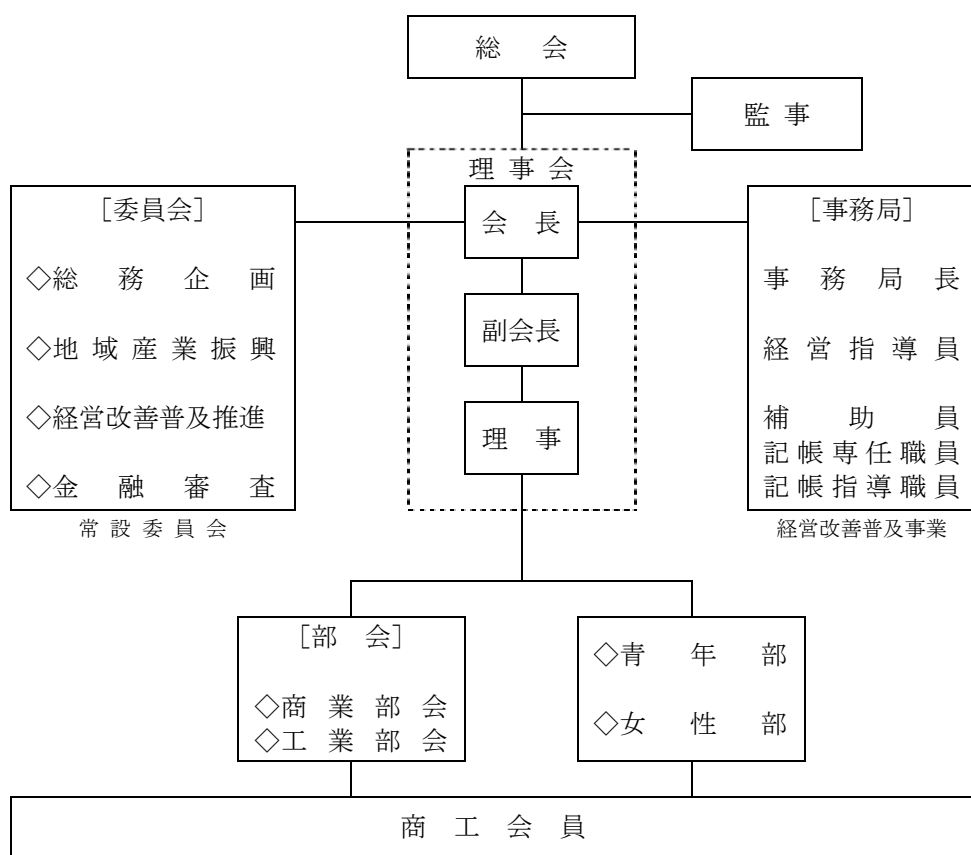 総会
監事
理事会
会長
副会長
理事
［委員会］
◇総務企画
◇地域産業振興
◇経営改善普及推進
◇金融審査
常設委員会
［事務局］
事務局長
経営指導員
補助員
記帳専任職員
記帳指導職員
経営改善普及事業
［部会］
◇商業部会
◇工業部会
◇青年部
◇女性部
商工会員